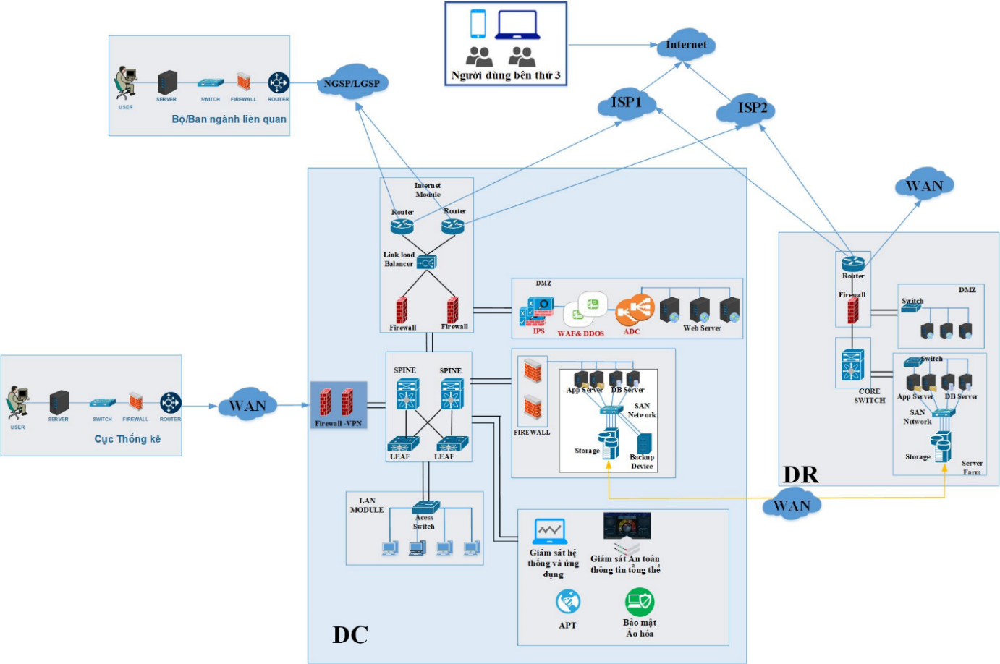 Người dùng bên thứ 3
Internet
USER
SERVER
SWITCH
FIREWALL
ROUTER
Bộ/Ban ngành liên quan
NGSP/LGSP
ISP1
ISP2
WAN
Internet
Module
Router
Router
Link load
Balancer
Firewall
Firewall
DMZ
IPS
WAF& DDOS
ADC
Web Server
Router
Firewall
DMZ
Switch
CORE
SWITCH
Switch
App Server
DB Server
SAN
Network
Storage
Server
Farm
DR
USER
SERVER
SWITCH
FIREWALL
ROUTER
Cục Thống kê
WAN
Firewall -VPN
SPINE
SPINE
LEAF
LEAF
FIREWALL
App Server
DB Server
SAN
Network
Storage
Backup
Device
WAN
LAN
MODULE
Acess
Switch
Giám sát hệ
thống và ứng
dụng
Giám sát An toàn
thông tin tổng thể
APT
Bảo mật
Ảo hóa
DC